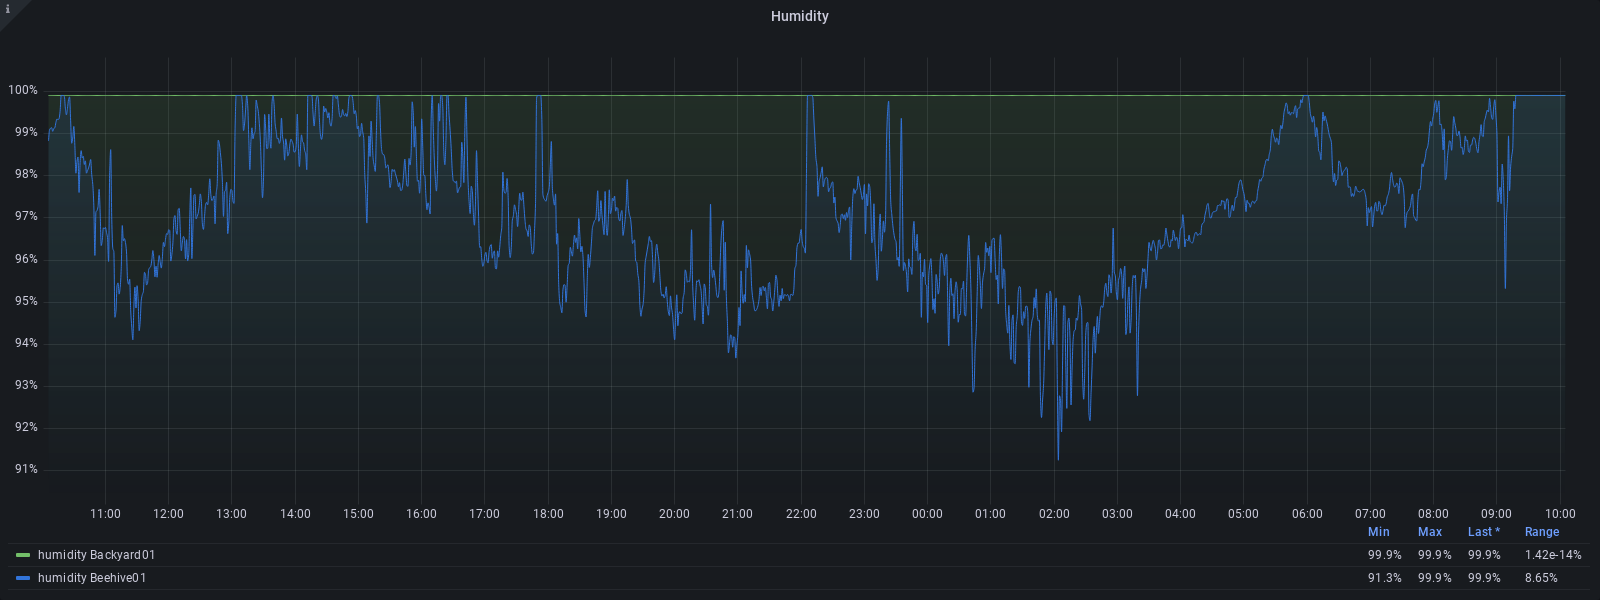 i
Humidity
100%
99%
98%
97%
96%
95%
94%
93%
92%
91%
11:00 12:00 13:00 14:00 15:00 16:00 17:00 18:00 19:00 20:00 21:00 22:00 23:00 00:00 01:00 02:00 03:00 04:00 05:00 06:00 07:00 08:00 09:00 10:00
Min Max Last * Range
humidity Backyard01 99.9% 99.9% 99.9% 1.42e-14%
humidity Beehive01 91.3% 99.9% 99.9% 8.65%